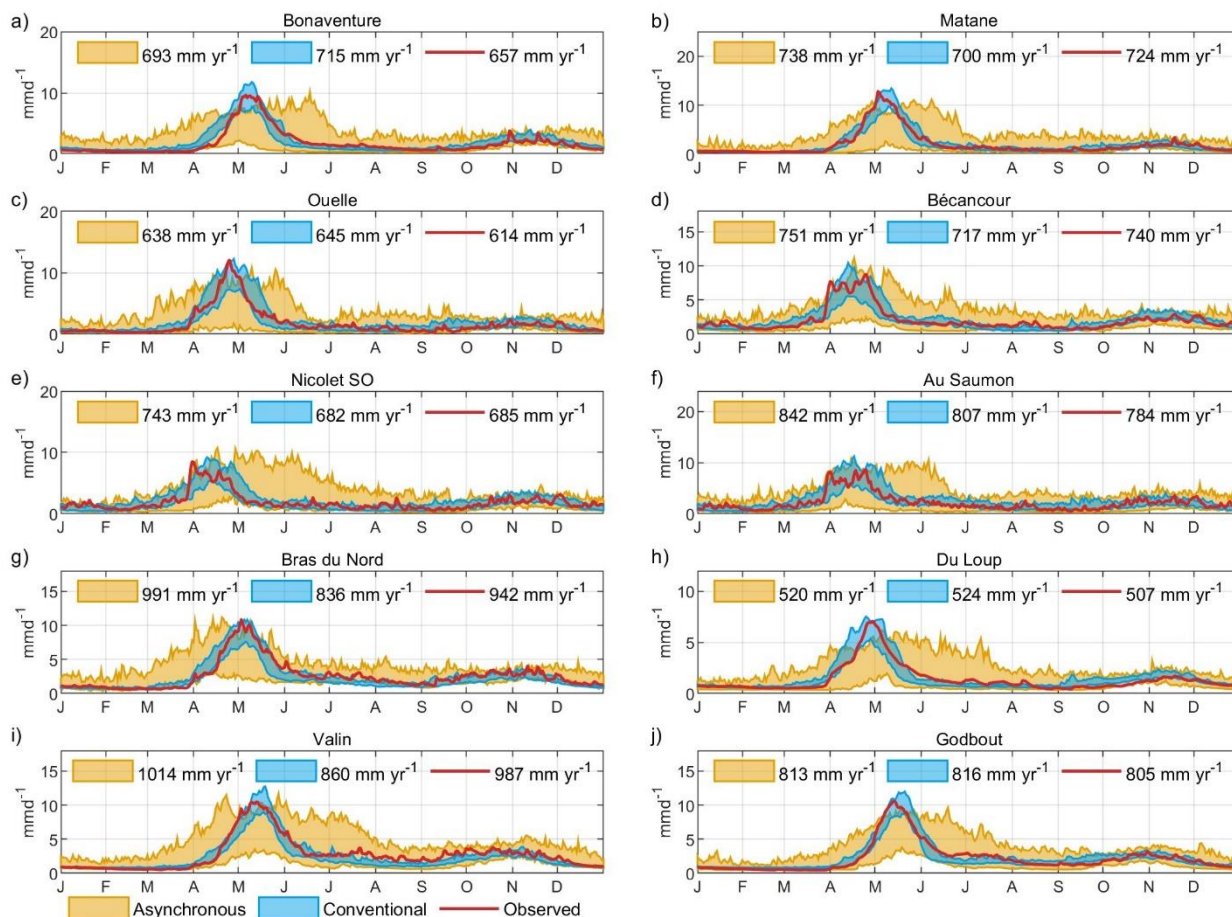 a) Bonaventure
20
693 mm yr⁻¹ 715 mm yr⁻¹ 657 mm yr⁻¹
10
mmd⁻¹
0
J F M A M J J A S O N D
b) Matane
20
738 mm yr⁻¹ 700 mm yr⁻¹ 724 mm yr⁻¹
10
mmd⁻¹
0
J F M A M J J A S O N D
c) Ouelle
20
638 mm yr⁻¹ 645 mm yr⁻¹ 614 mm yr⁻¹
10
mmd⁻¹
0
J F M A M J J A S O N D
d) Bécancour
15
751 mm yr⁻¹ 717 mm yr⁻¹ 740 mm yr⁻¹
10
mmd⁻¹
5
0
J F M A M J J A S O N D
e) Nicolet SO
20
743 mm yr⁻¹ 682 mm yr⁻¹ 685 mm yr⁻¹
10
mmd⁻¹
0
J F M A M J J A S O N D
f) Au Saumon
20
842 mm yr⁻¹ 807 mm yr⁻¹ 784 mm yr⁻¹
10
mmd⁻¹
0
J F M A M J J A S O N D
g) Bras du Nord
15
991 mm yr⁻¹ 836 mm yr⁻¹ 942 mm yr⁻¹
10
mmd⁻¹
5
0
J F M A M J J A S O N D
h) Du Loup
10
520 mm yr⁻¹ 524 mm yr⁻¹ 507 mm yr⁻¹
5
mmd⁻¹
0
J F M A M J J A S O N D
i) Valin
15
1014 mm yr⁻¹ 860 mm yr⁻¹ 987 mm yr⁻¹
10
mmd⁻¹
5
0
J F M A M J J A S O N D
j) Godbout
15
813 mm yr⁻¹ 816 mm yr⁻¹ 805 mm yr⁻¹
10
mmd⁻¹
5
0
J F M A M J J A S O N D
Asynchronous Conventional Observed